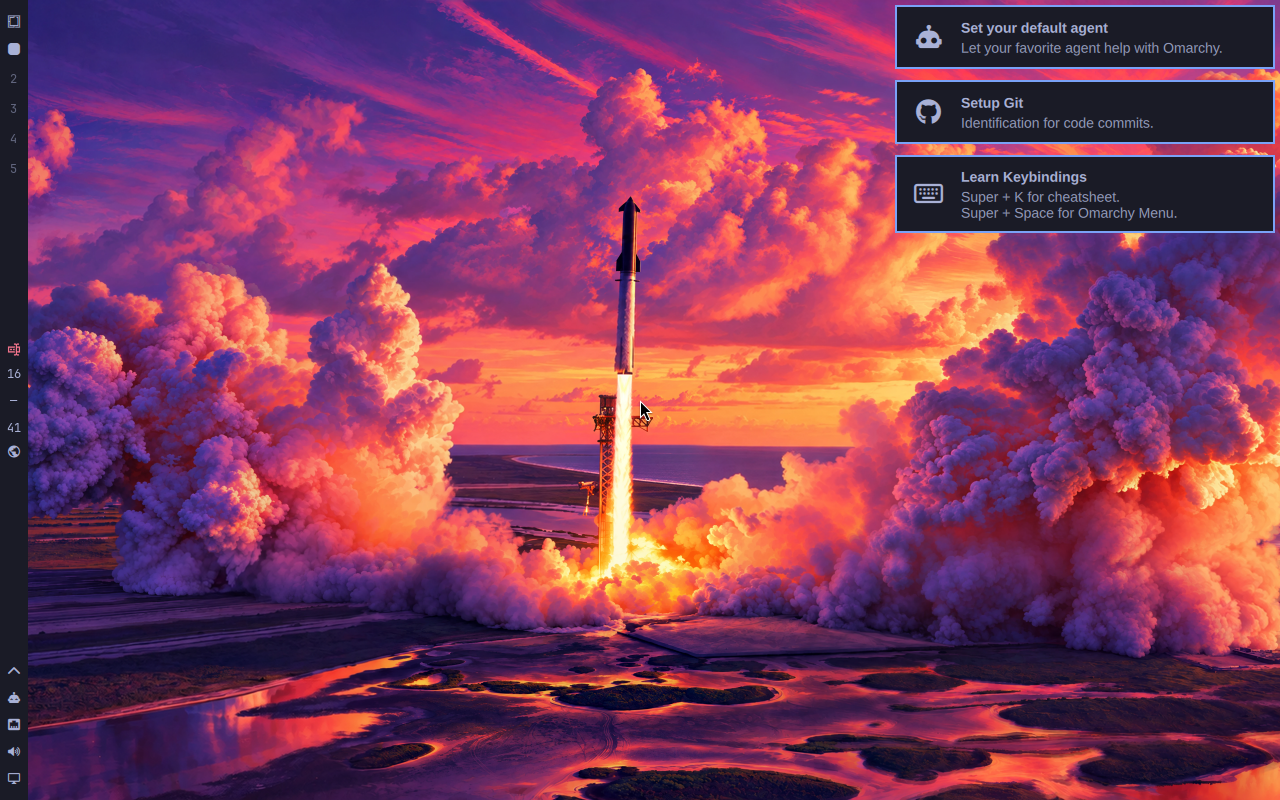 2
3
4
5
16
–
41
Set your default agent
Let your favorite agent help with Omarchy.
Setup Git
Identification for code commits.
Learn Keybindings
Super + K for cheatsheet.
Super + Space for Omarchy Menu.